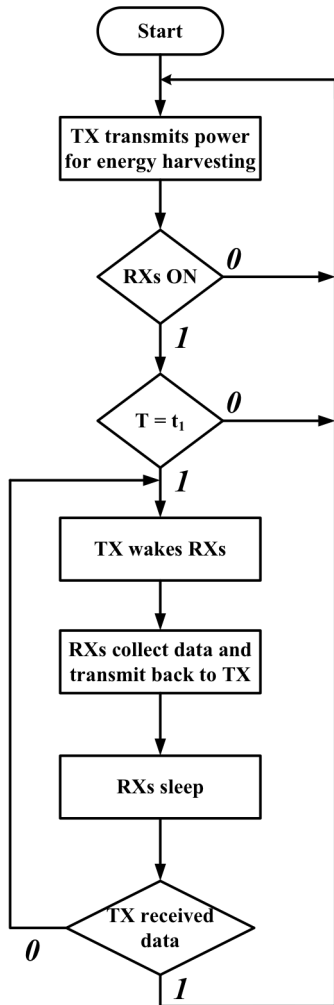 Start
TX transmits power
for energy harvesting
RXs ON
0
1
T = t₁
0
1
TX wakes RXs
RXs collect data and
transmit back to TX
RXs sleep
TX received
data
0
1